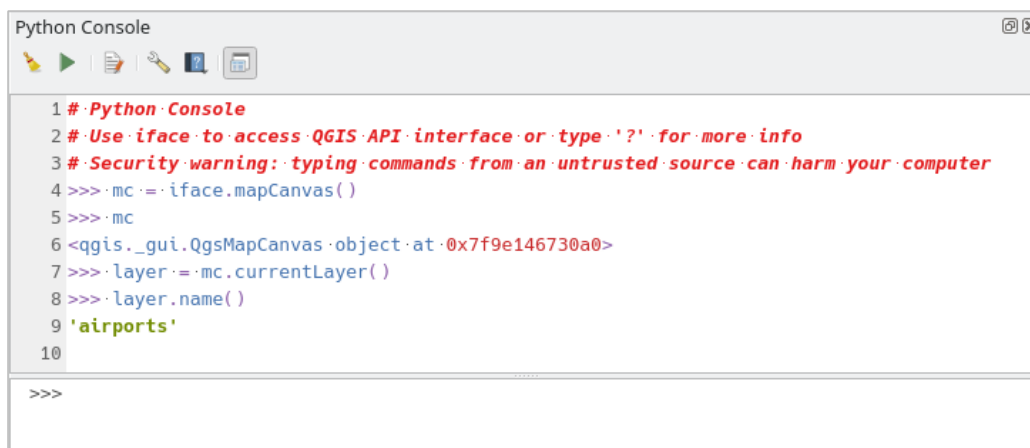 Python Console
1 # Python Console
2 # Use iface to access QGIS API interface or type '?' for more info
3 # Security warning: typing commands from an untrusted source can harm your computer
4 >>> mc = iface.mapCanvas()
5 >>> mc
6 <qgis._gui.QgsMapCanvas object at 0x7f9e146730a0>
7 >>> layer = mc.currentLayer()
8 >>> layer.name()
9 'airports'
10
>>>